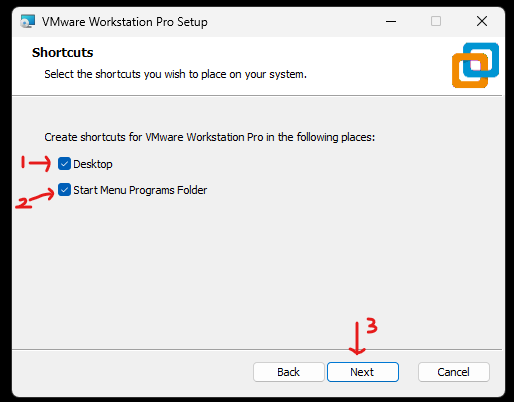 VMware Workstation Pro Setup
Shortcuts
Select the shortcuts you wish to place on your system.
Create shortcuts for VMware Workstation Pro in the following places:
1 Desktop
2 Start Menu Programs Folder
3
Back Next Cancel